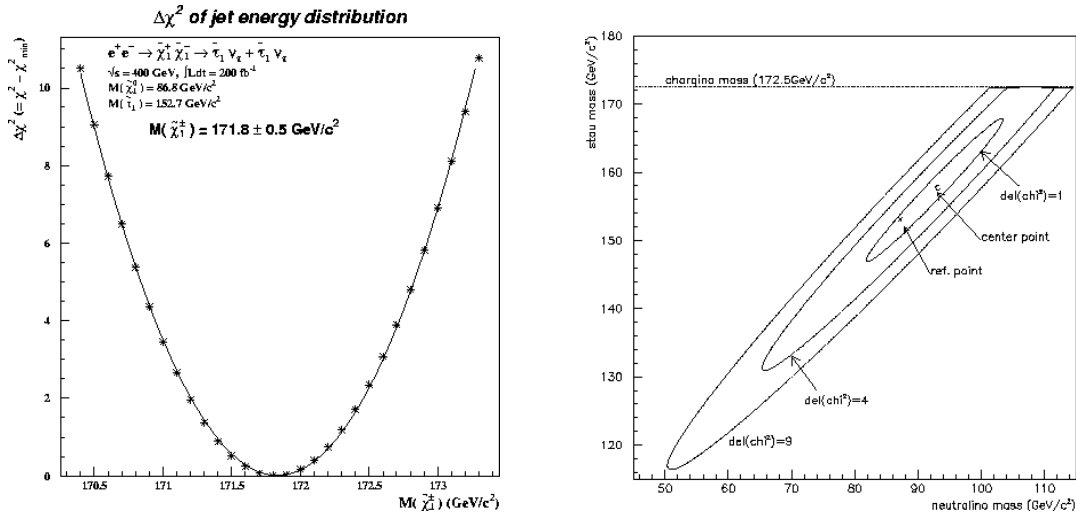 Δχ² of jet energy distribution
Δχ² (= χ² - χ²min)
e⁺ e⁻ → χ̃₁⁺ χ̃₁⁻ → τ̃₁ ν_τ + τ̃₁ ν_τ
√s = 400 GeV, ∫Ldt = 200 fb⁻¹
M(χ̃₁⁰) = 86.8 GeV/c²
M(τ̃₁) = 152.7 GeV/c²
M(χ̃₁±) = 171.8 ± 0.5 GeV/c²
10
8
6
4
2
0
170.5 171 171.5 172 172.5 173
M(χ̃₁±) (GeV/c²)
stau mass (GeV/c²)
180
170
160
150
140
130
120
chargino mass (172.5GeV/c²)
del(chi²)=1
c
center point
x
ref. point
del(chi²)=4
del(chi²)=9
50 60 70 80 90 100 110
neutralino mass (GeV/c²)